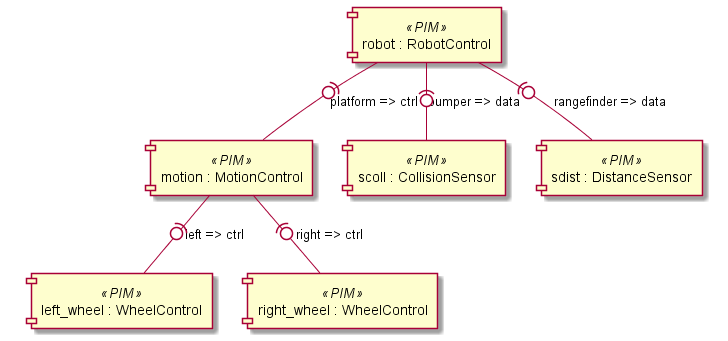 «PIM»
robot : RobotControl
platform => ctrl
bumper => data
rangefinder => data
«PIM»
motion : MotionControl
«PIM»
scoll : CollisionSensor
«PIM»
sdist : DistanceSensor
left => ctrl
right => ctrl
«PIM»
left_wheel : WheelControl
«PIM»
right_wheel : WheelControl